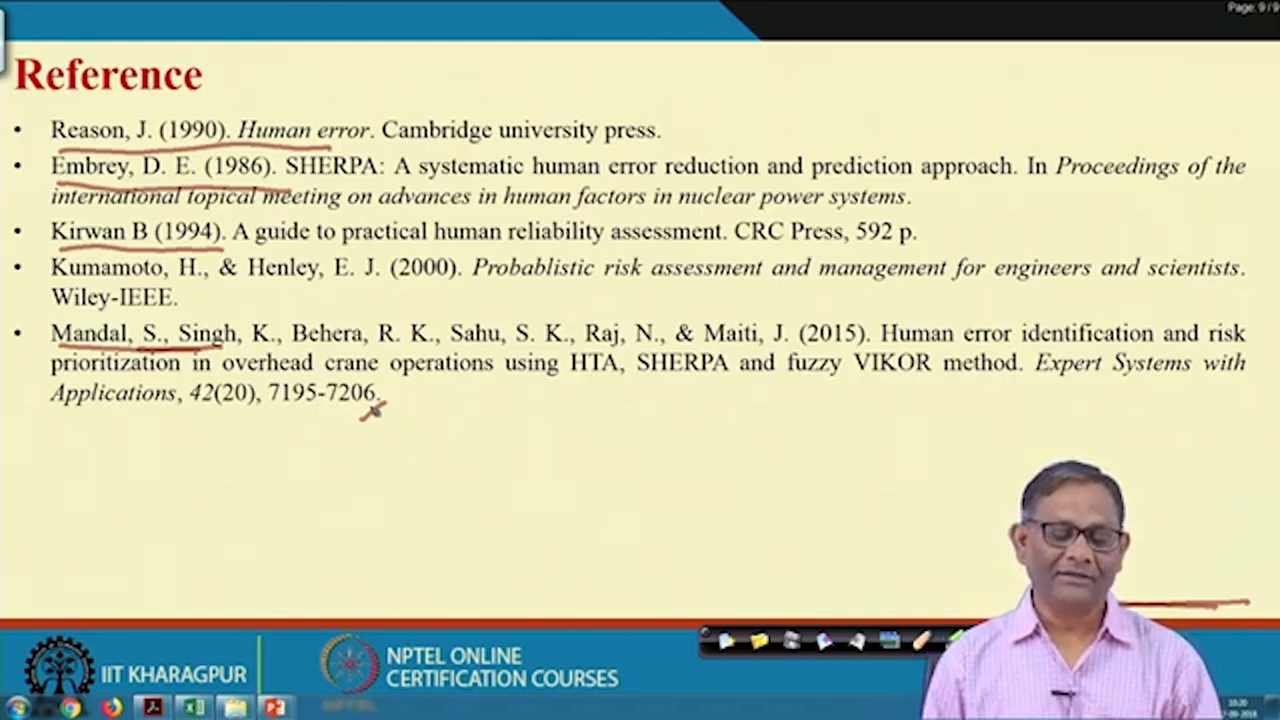 Page: 9 / 9
Reference
• Reason, J. (1990). Human error. Cambridge university press.
• Embrey, D. E. (1986). SHERPA: A systematic human error reduction and prediction approach. In Proceedings of the
international topical meeting on advances in human factors in nuclear power systems.
• Kirwan B (1994). A guide to practical human reliability assessment. CRC Press, 592 p.
• Kumamoto, H., & Henley, E. J. (2000). Probablistic risk assessment and management for engineers and scientists.
Wiley-IEEE.
• Mandal, S., Singh, K., Behera, R. K., Sahu, S. K., Raj, N., & Maiti, J. (2015). Human error identification and risk
prioritization in overhead crane operations using HTA, SHERPA and fuzzy VIKOR method. Expert Systems with
Applications, 42(20), 7195-7206.
IIT KHARAGPUR
NPTEL ONLINE
CERTIFICATION COURSES
NPTEL